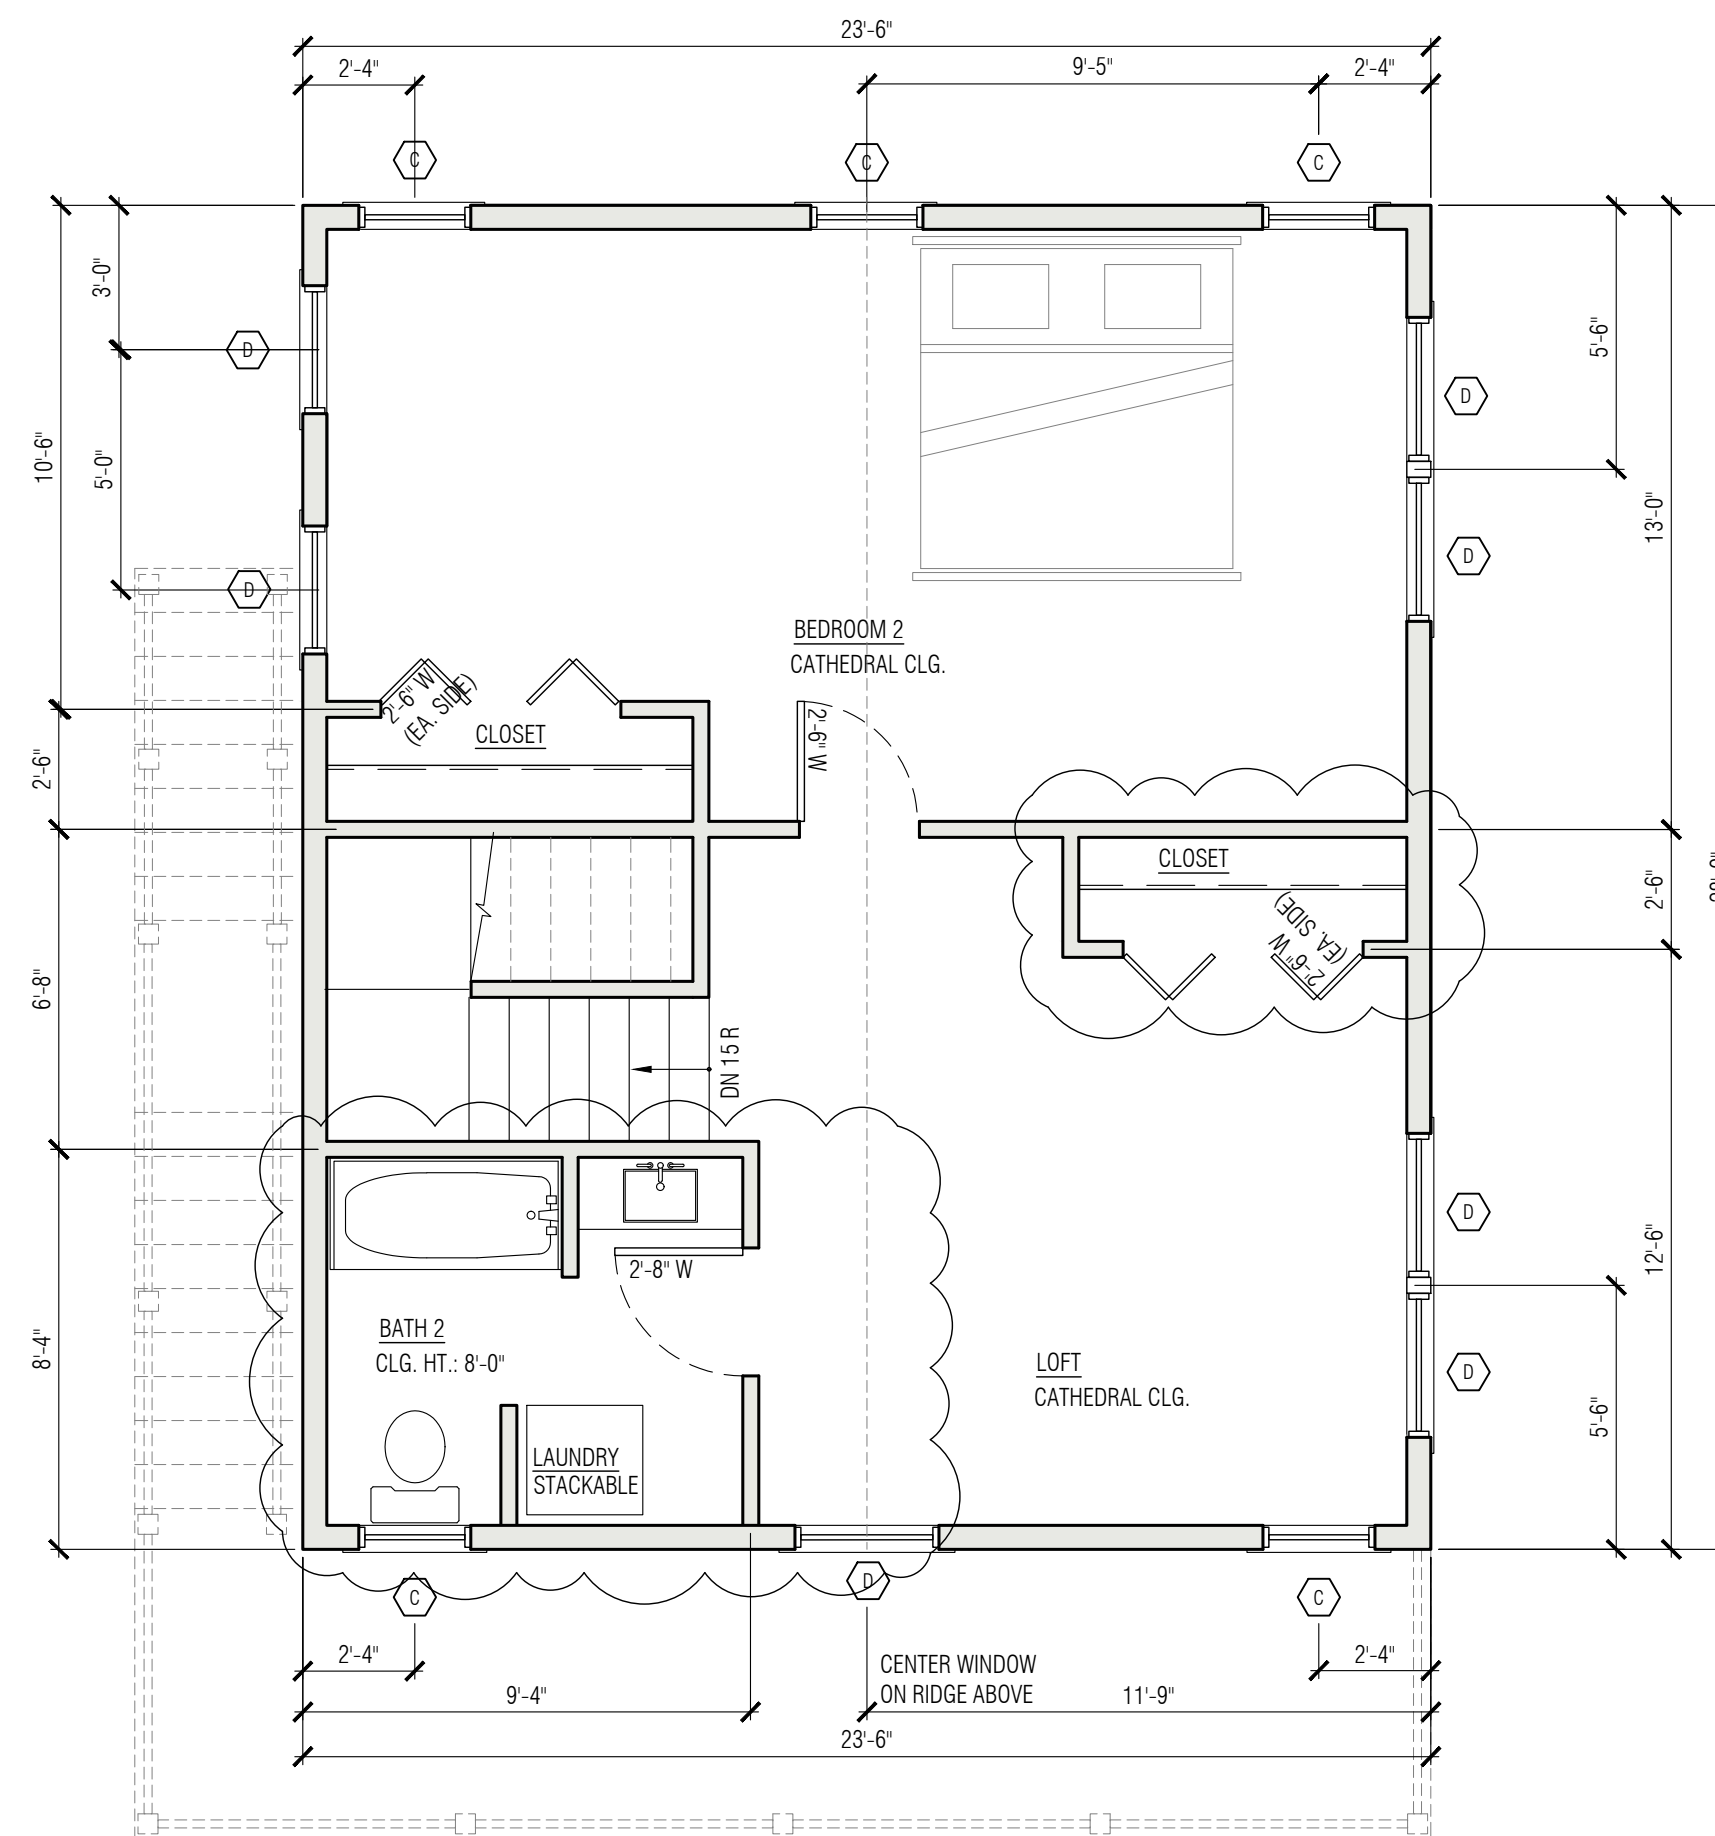 23'-6"
2'-4"
9'-5"
2'-4"
C
C
C
3'-0"
5'-6"
D
D
10'-6"
5'-0"
13'-0"
D
D
BEDROOM 2
CATHEDRAL CLG.
2'-6" W
(EA. SIDE)
CLOSET
2'-6" W
2'-6"
CLOSET
2'-6"
2'-6" W
(EA. SIDE)
6'-8"
DN 15 R
D
2'-8" W
12'-6"
BATH 2
CLG. HT.: 8'-0"
8'-4"
LOFT
CATHEDRAL CLG.
D
5'-6"
LAUNDRY
STACKABLE
C
D
C
2'-4"
CENTER WINDOW
ON RIDGE ABOVE
2'-4"
9'-4"
11'-9"
23'-6"